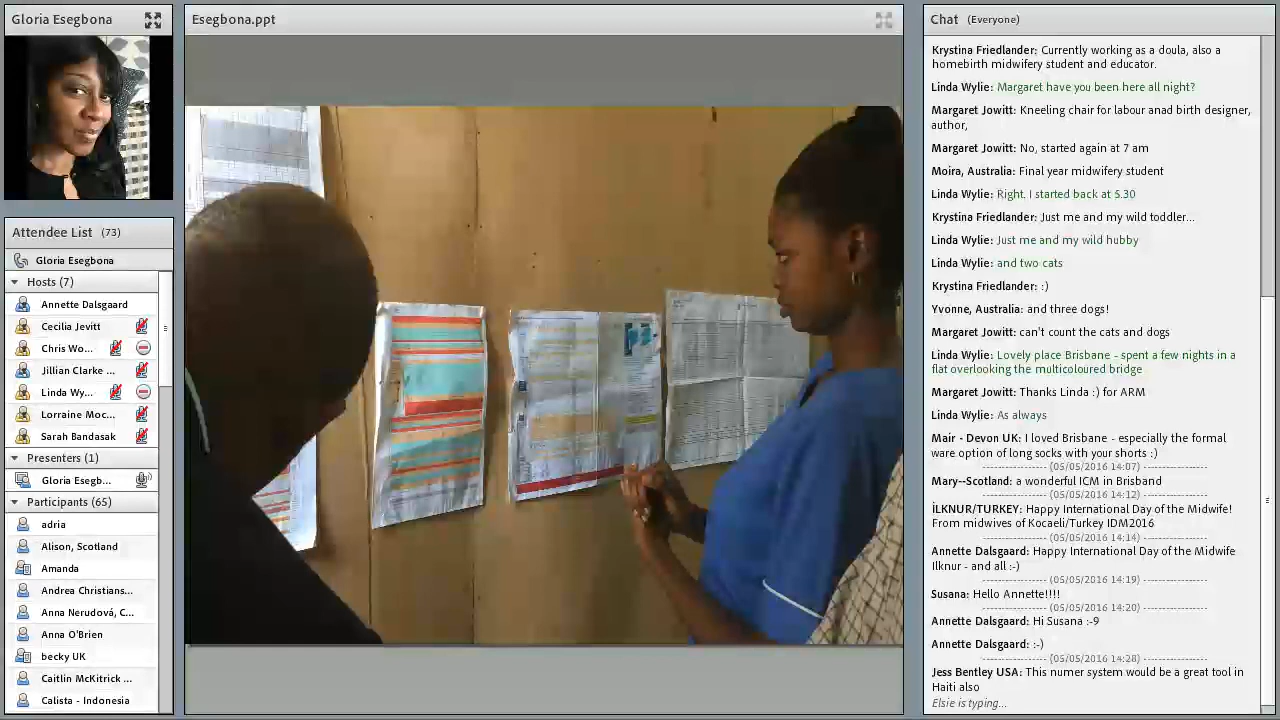 Gloria Esegbona
Attendee List (73)
Gloria Esegbona
Hosts (7)
Annette Dalsgaard
Cecilia Jevitt
Chris Wo...
Jillian Clarke ...
Linda Wy...
Lorraine Moc...
Sarah Bandasak
Presenters (1)
Gloria Esegb...
Participants (65)
adria
Alison, Scotland
Amanda
Andrea Christians...
Anna Nerudová, C...
Anna O'Brien
becky UK
Caitlin McKitrick ...
Calista - Indonesia
Esegbona.ppt
Chat (Everyone)
Krystina Friedlander: Currently working as a doula, also a
homebirth midwifery student and educator.
Linda Wylie: Margaret have you been here all night?
Margaret Jowitt: Kneeling chair for labour anad birth designer,
author,
Margaret Jowitt: No, started again at 7 am
Moira, Australia: Final year midwifery student
Linda Wylie: Right. I started back at 5.30
Krystina Friedlander: Just me and my wild toddler...
Linda Wylie: Just me and my wild hubby
Linda Wylie: and two cats
Krystina Friedlander: :)
Yvonne, Australia: and three dogs!
Margaret Jowitt: can't count the cats and dogs
Linda Wylie: Lovely place Brisbane - spent a few nights in a
flat overlooking the multicoloured bridge
Margaret Jowitt: Thanks Linda :) for ARM
Linda Wylie: As always
Mair - Devon UK: I loved Brisbane - especially the formal
ware option of long socks with your shorts :)
------------------ (05/05/2016 14:07) ------------------
Mary--Scotland: a wonderful ICM in Brisbane
------------------ (05/05/2016 14:12) ------------------
İLKNUR/TURKEY: Happy International Day of the Midwife!
From midwives of Kocaeli/Turkey IDM2016
------------------ (05/05/2016 14:14) ------------------
Annette Dalsgaard: Happy International Day of the Midwife
Ilknur - and all :-)
------------------ (05/05/2016 14:19) ------------------
Susana: Hello Annette!!!!
------------------ (05/05/2016 14:20) ------------------
Annette Dalsgaard: Hi Susana :-9
Annette Dalsgaard: :-)
------------------ (05/05/2016 14:28) ------------------
Jess Bentley USA: This numer system would be a great tool in
Haiti also
Elsie is typing...